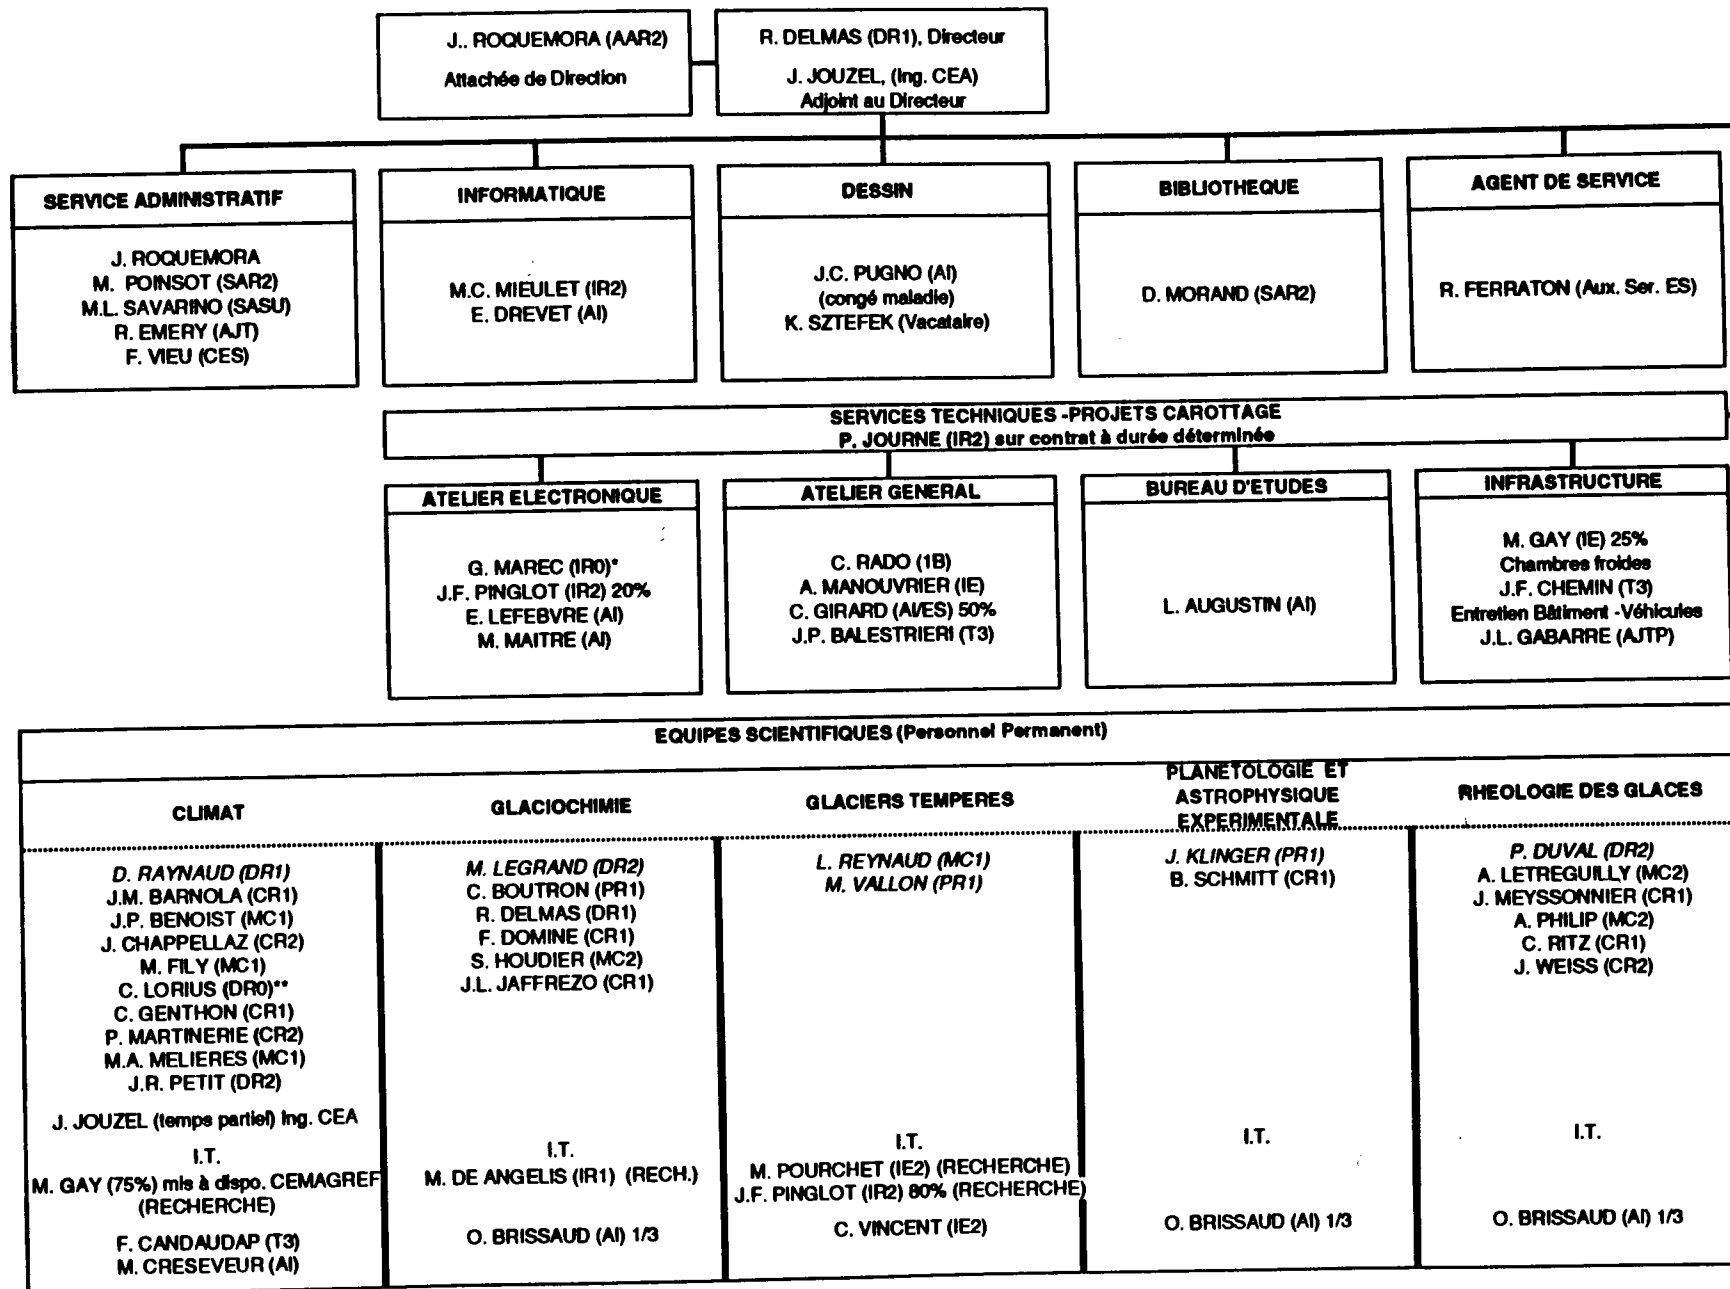 J.. ROQUEMORA (AAR2)
Attachée de Direction
R. DELMAS (DR1), Directeur
J. JOUZEL, (Ing. CEA)
Adjoint au Directeur
SERVICE ADMINISTRATIF
J. ROQUEMORA
M. POINSOT (SAR2)
M.L. SAVARINO (SASU)
R. EMERY (AJT)
F. VIEU (CES)
INFORMATIQUE
M.C. MIEULET (IR2)
E. DREVET (AI)
DESSIN
J.C. PUGNO (AI)
(congé maladie)
K. SZTEFEK (Vacataire)
BIBLIOTHEQUE
D. MORAND (SAR2)
AGENT DE SERVICE
R. FERRATON (Aux. Ser. ES)
SERVICES TECHNIQUES -PROJETS CAROTTAGE
P. JOURNE (IR2) sur contrat à durée déterminée
ATELIER ELECTRONIQUE
G. MAREC (IR0)*
J.F. PINGLOT (IR2) 20%
E. LEFEBVRE (AI)
M. MAITRE (AI)
ATELIER GENERAL
C. RADO (1B)
A. MANOUVRIER (IE)
C. GIRARD (AI/ES) 50%
J.P. BALESTRIERI (T3)
BUREAU D'ETUDES
L. AUGUSTIN (AI)
INFRASTRUCTURE
M. GAY (IE) 25%
Chambres froides
J.F. CHEMIN (T3)
Entretien Bâtiment -Véhicules
J.L. GABARRE (AJTP)
EQUIPES SCIENTIFIQUES (Personnel Permanent)
CLIMAT
D. RAYNAUD (DR1)
J.M. BARNOLA (CR1)
J.P. BENOIST (MC1)
J. CHAPPELLAZ (CR2)
M. FILY (MC1)
C. LORIUS (DR0)**
C. GENTHON (CR1)
P. MARTINERIE (CR2)
M.A. MELIERES (MC1)
J.R. PETIT (DR2)
J. JOUZEL (temps partiel) Ing. CEA
I.T.
M. GAY (75%) mis à dispo. CEMAGREF
(RECHERCHE)
F. CANDAUDAP (T3)
M. CRESEVEUR (AI)
GLACIOCHIMIE
M. LEGRAND (DR2)
C. BOUTRON (PR1)
R. DELMAS (DR1)
F. DOMINE (CR1)
S. HOUDIER (MC2)
J.L. JAFFREZO (CR1)
I.T.
M. DE ANGELIS (IR1) (RECH.)
O. BRISSAUD (AI) 1/3
GLACIERS TEMPERES
L. REYNAUD (MC1)
M. VALLON (PR1)
I.T.
M. POURCHET (IE2) (RECHERCHE)
J.F. PINGLOT (IR2) 80% (RECHERCHE)
C. VINCENT (IE2)
PLANETOLOGIE ET
ASTROPHYSIQUE
EXPERIMENTALE
J. KLINGER (PR1)
B. SCHMITT (CR1)
I.T.
O. BRISSAUD (AI) 1/3
RHEOLOGIE DES GLACES
P. DUVAL (DR2)
A. LETREGUILLY (MC2)
J. MEYSSONNIER (CR1)
A. PHILIP (MC2)
C. RITZ (CR1)
J. WEISS (CR2)
I.T.
O. BRISSAUD (AI) 1/3